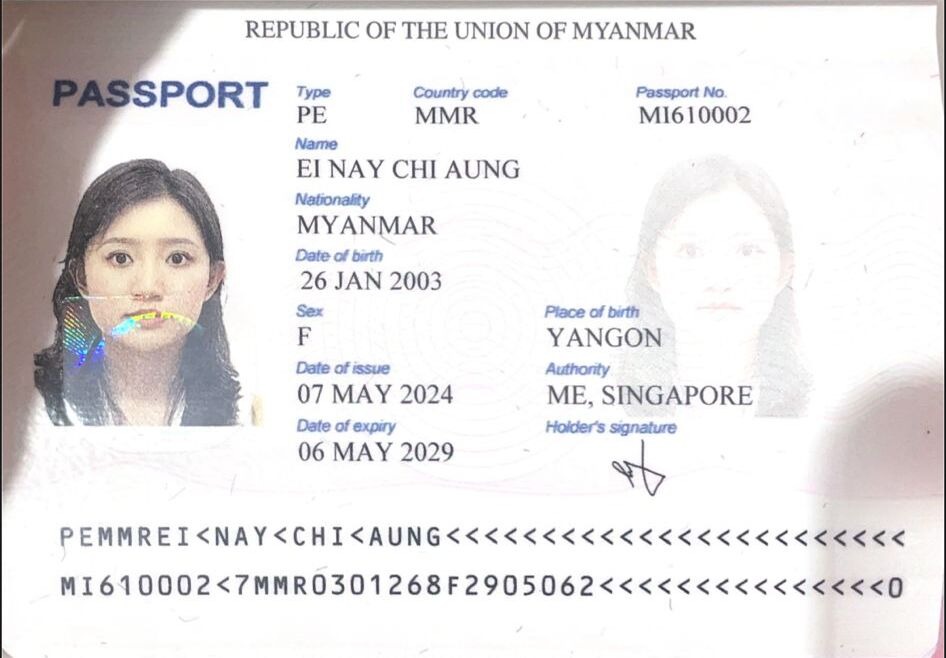 REPUBLIC OF THE UNION OF MYANMAR
PASSPORT
Type Country code Passport No.
PE MMR MI610002
Name
EI NAY CHI AUNG
Nationality
MYANMAR
Date of birth
26 JAN 2003
Sex Place of birth
F YANGON
Date of issue Authority
07 MAY 2024 ME, SINGAPORE
Date of expiry Holder's signature
06 MAY 2029
PEMMREI<NAY<CHI<AUNG<<<<<<<<<<<<<<<<<<<<<<<<
MI610002<7MMR0301268F2905062<<<<<<<<<<<<<<<0